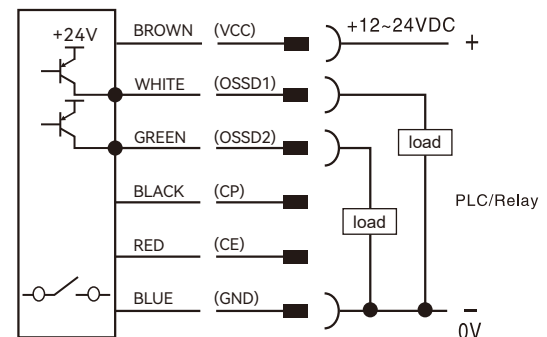 +24V BROWN (VCC) +12~24VDC +
WHITE (OSSD1)
GREEN (OSSD2) load
BLACK (CP) PLC/Relay
load
RED (CE)
BLUE (GND) −
0V